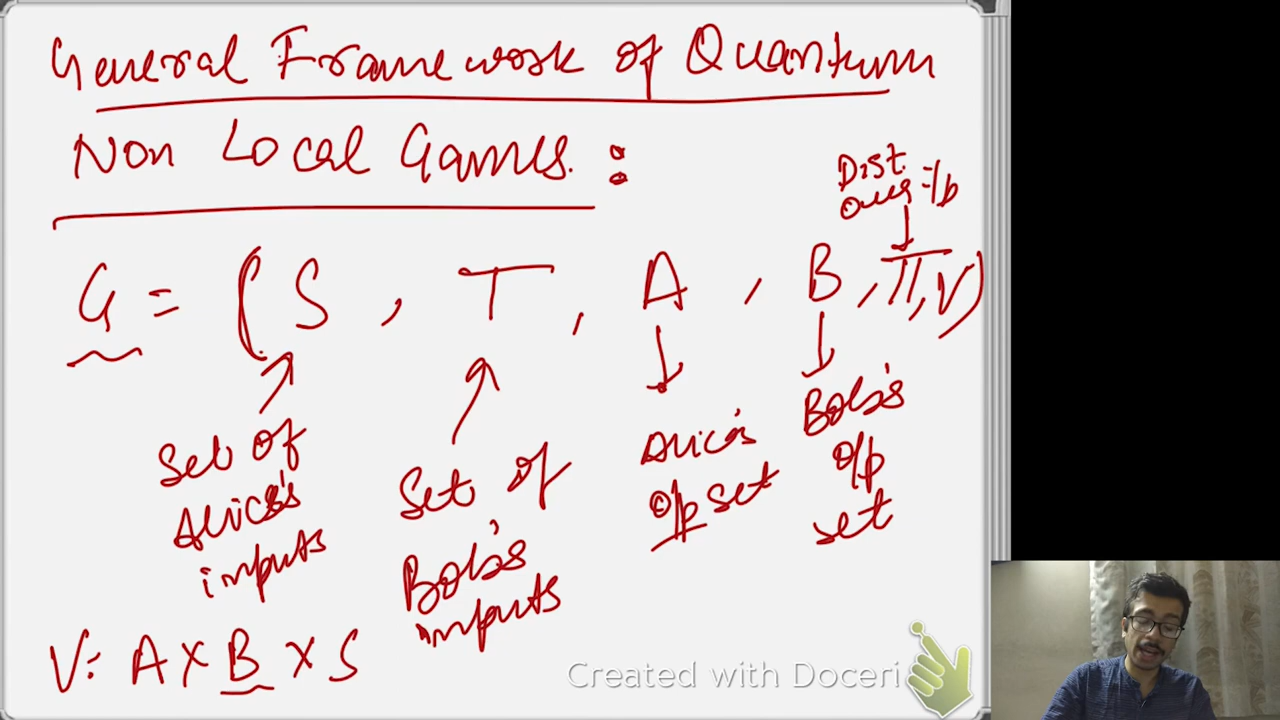 General Framework of Quantum
Non Local Games :
Dist.
over i/p
G = ( S , T , A , B , Π, V )
Set of
Alice's
inputs
Set of
Bob's
inputs
Alice's
o/p set
Bob's
o/p
set
V: A X B X S
Created with Doceri